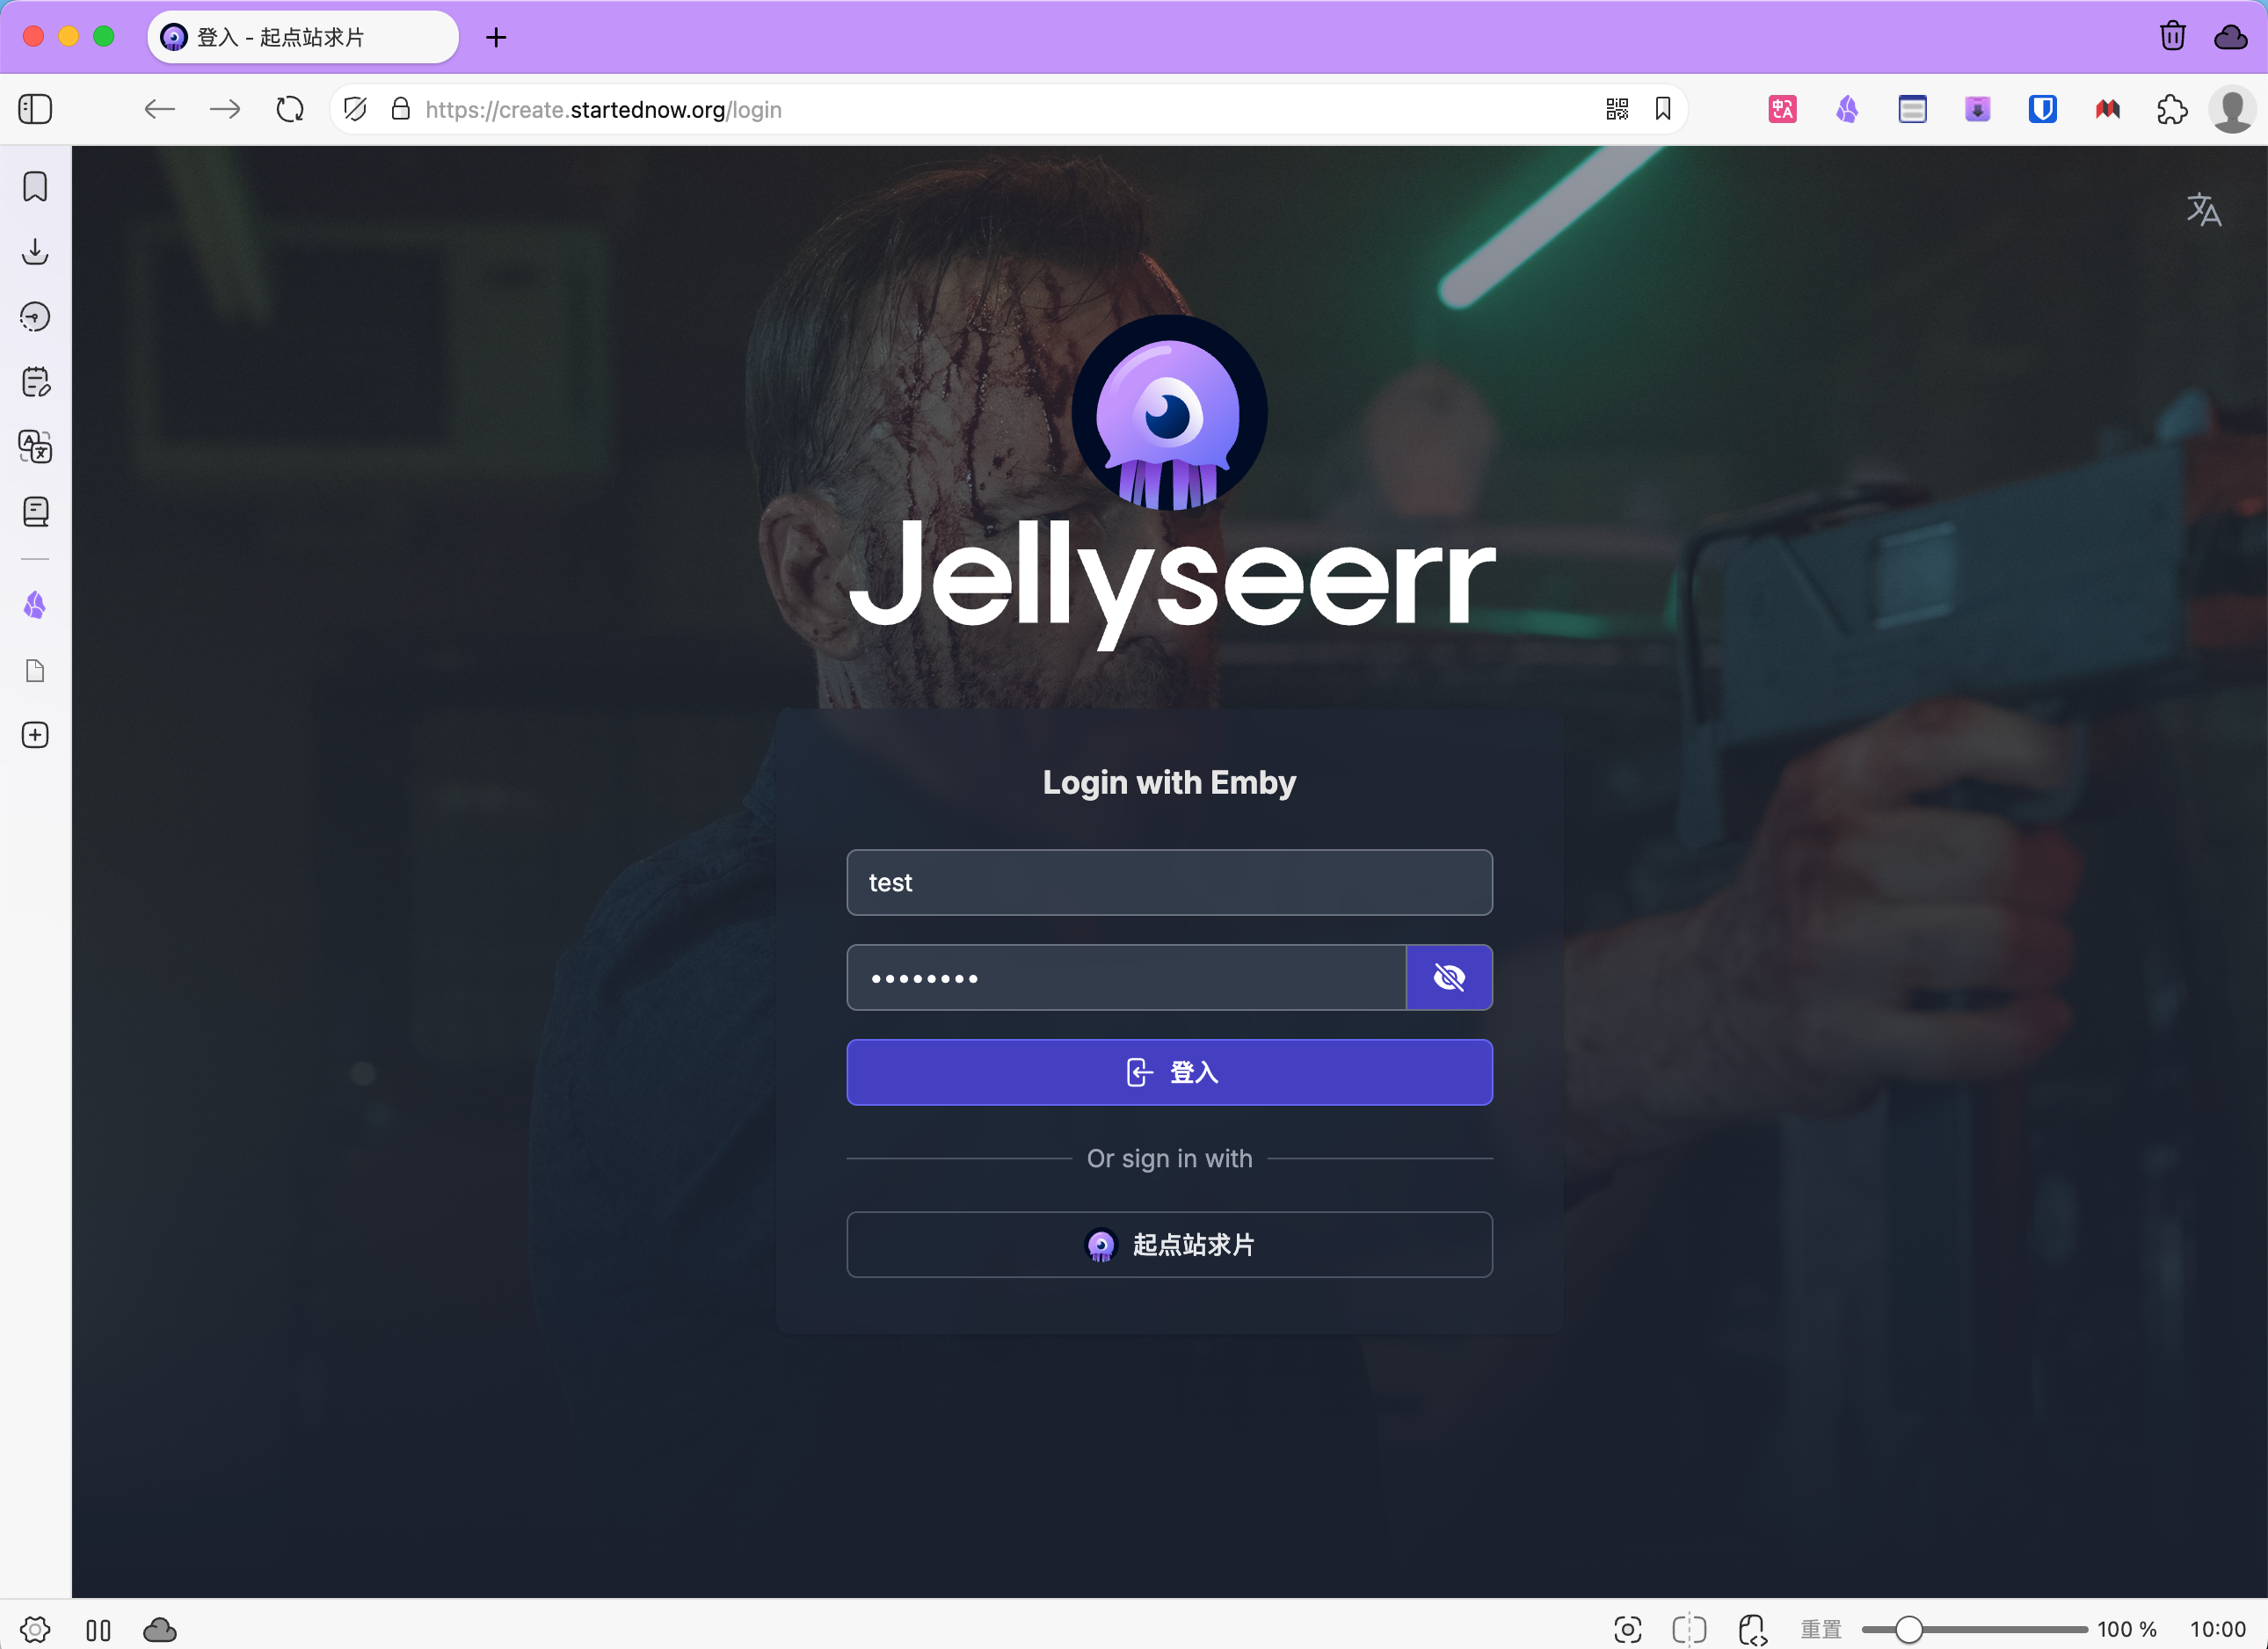 登入 - 起点站求片
https://create.startednow.org/login
Jellyseerr
Login with Emby
test
登入
Or sign in with
起点站求片
重置
100 %
10:00